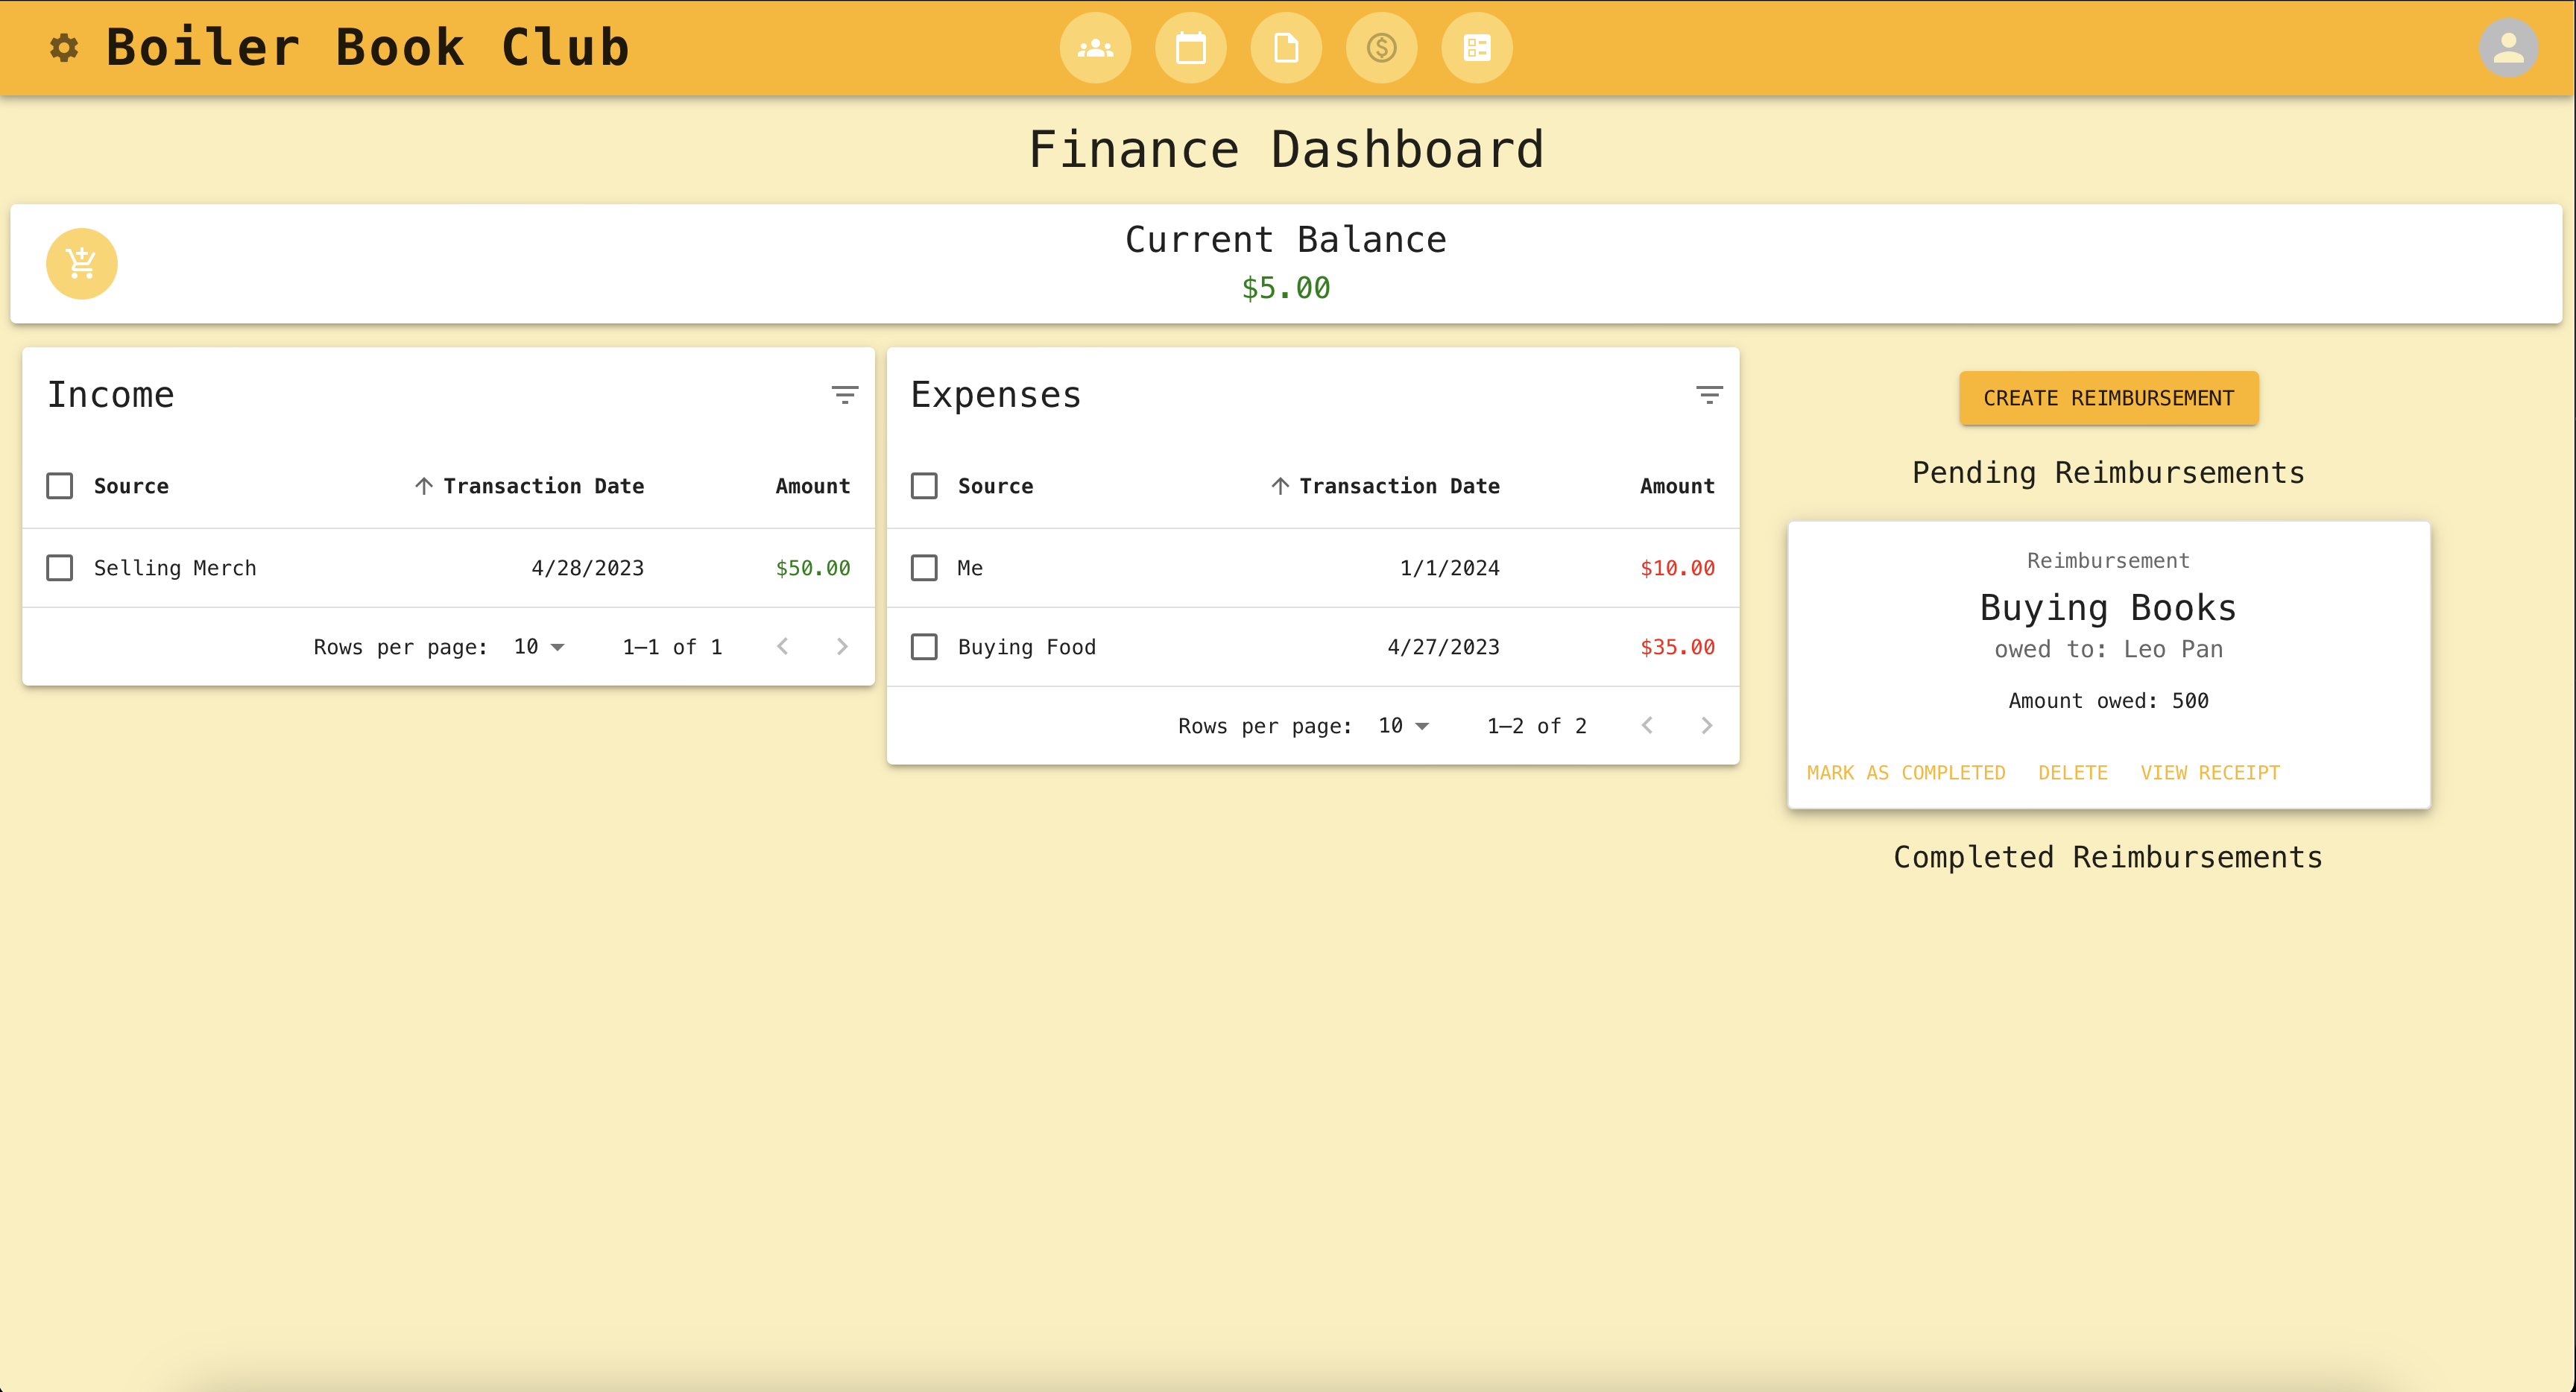 Boiler Book Club
Finance Dashboard
Current Balance
$5.00
Income
Source Transaction Date Amount
Selling Merch 4/28/2023 $50.00
Rows per page: 10 1–1 of 1
Expenses
Source Transaction Date Amount
Me 1/1/2024 $10.00
Buying Food 4/27/2023 $35.00
Rows per page: 10 1–2 of 2
CREATE REIMBURSEMENT
Pending Reimbursements
Reimbursement
Buying Books
owed to: Leo Pan
Amount owed: 500
MARK AS COMPLETED DELETE VIEW RECEIPT
Completed Reimbursements